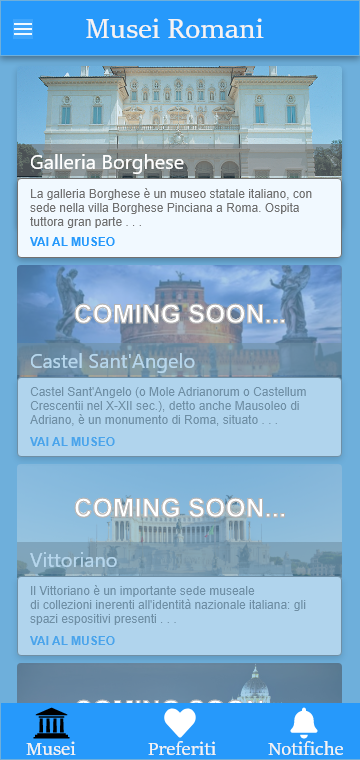 Musei Romani
Galleria Borghese
La galleria Borghese è un museo statale italiano, con
sede nella villa Borghese Pinciana a Roma. Ospita
tuttora gran parte . . .
VAI AL MUSEO
COMING SOON...
Castel Sant'Angelo
Castel Sant'Angelo (o Mole Adrianorum o Castellum
Crescentii nel X-XII sec.), detto anche Mausoleo di
Adriano, è un monumento di Roma, situato . . .
VAI AL MUSEO
COMING SOON...
Vittoriano
Il Vittoriano è un importante sede museale
di collezioni inerenti all'identità nazionale italiana: gli
spazi espositivi presenti . . .
VAI AL MUSEO
COMING SOON...
Musei
Preferiti
Notifiche